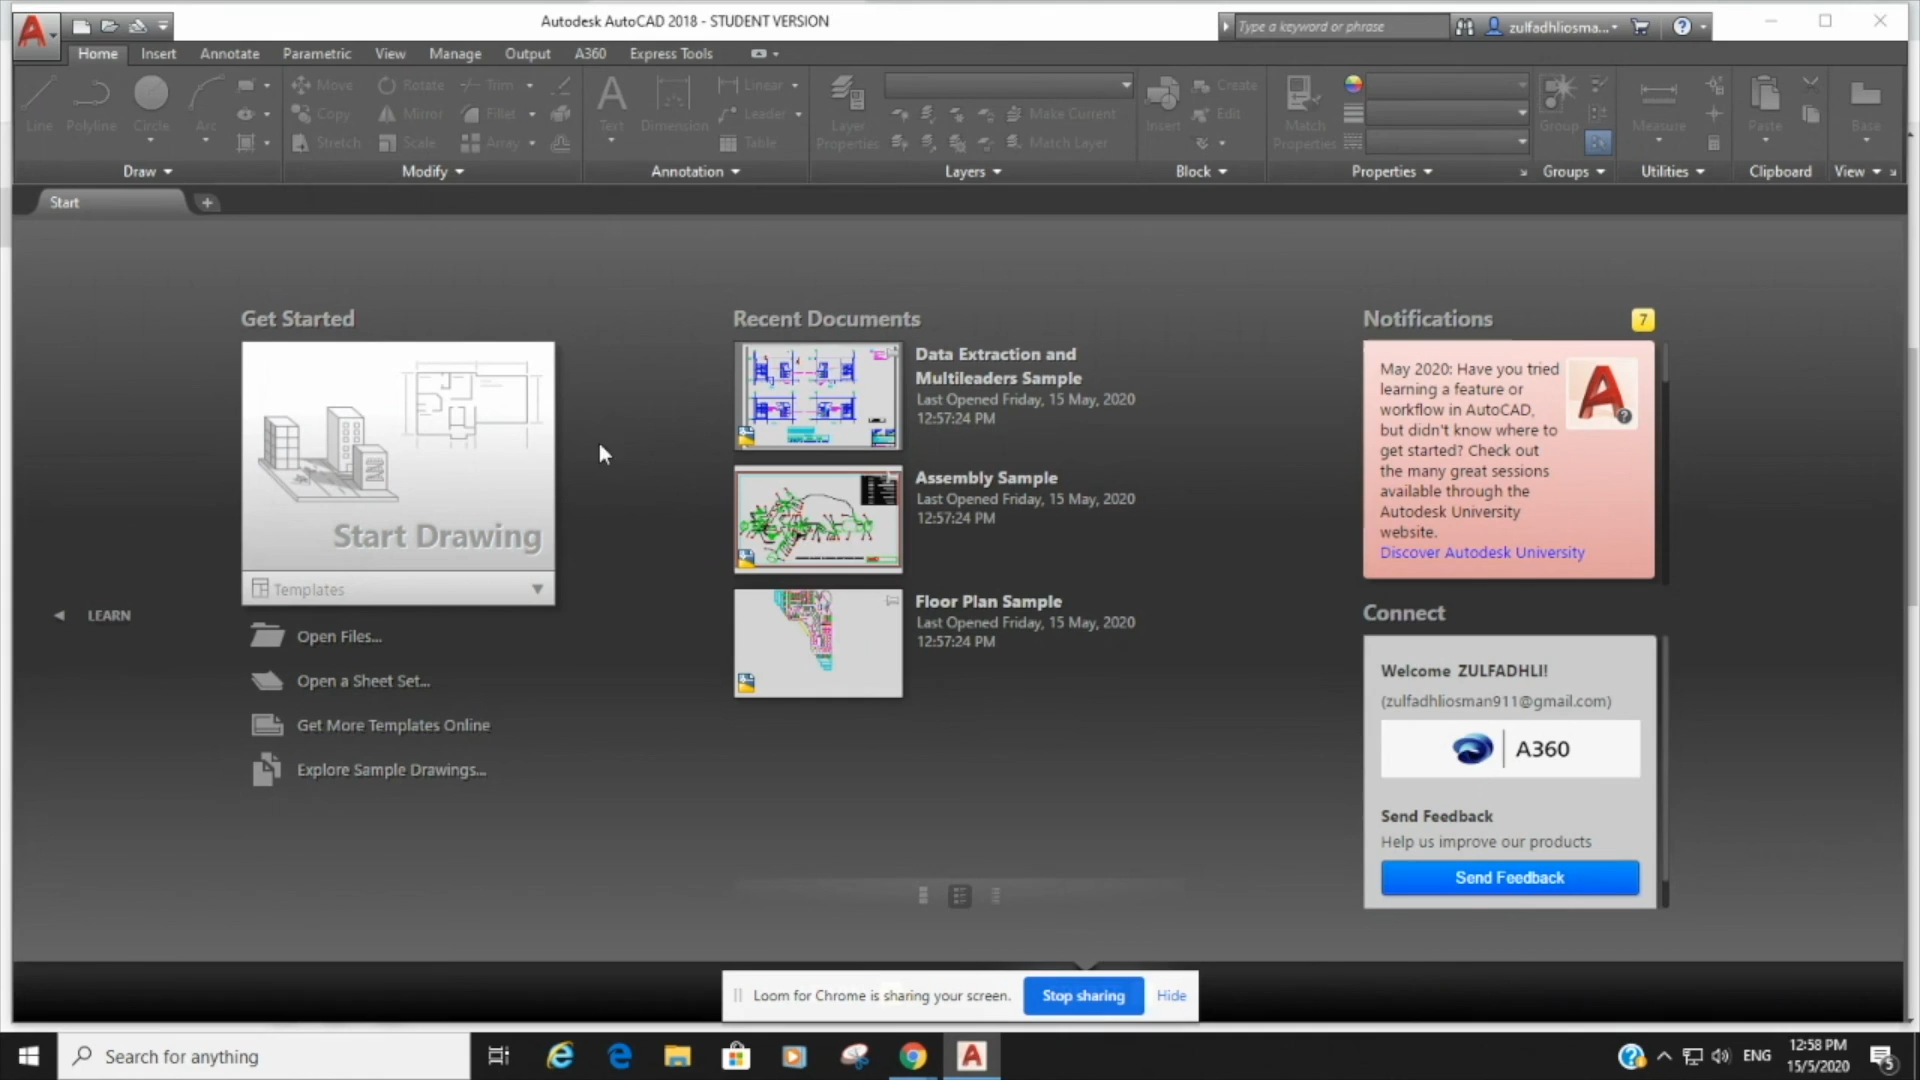 Autodesk AutoCAD 2018 - STUDENT VERSION
Type a keyword or phrase
zulfadhliosma...
Home Insert Annotate Parametric View Manage Output A360 Express Tools
Line Polyline Circle Arc
Move Rotate Trim
Copy Mirror Fillet
Stretch Scale Array
Text Dimension
Linear
Leader
Table
Layer Properties
Make Current
Match Layer
Insert
Create
Edit
Match Properties
Group
Measure
Paste
Base
Draw Modify Annotation Layers Block Properties Groups Utilities Clipboard View
Start
Get Started
Start Drawing
Templates
Open Files...
Open a Sheet Set...
Get More Templates Online
Explore Sample Drawings...
LEARN
Recent Documents
Data Extraction and
Multileaders Sample
Last Opened Friday, 15 May, 2020
12:57:24 PM
Assembly Sample
Last Opened Friday, 15 May, 2020
12:57:24 PM
Floor Plan Sample
Last Opened Friday, 15 May, 2020
12:57:24 PM
Notifications 7
May 2020: Have you tried
learning a feature or
workflow in AutoCAD,
but didn't know where to
get started? Check out
the many great sessions
available through the
Autodesk University
website.
Discover Autodesk University
Connect
Welcome ZULFADHLI!
(zulfadhliosman911@gmail.com)
A360
Send Feedback
Help us improve our products
Send Feedback
Loom for Chrome is sharing your screen. Stop sharing Hide
Search for anything
ENG
12:58 PM
15/5/2020
5